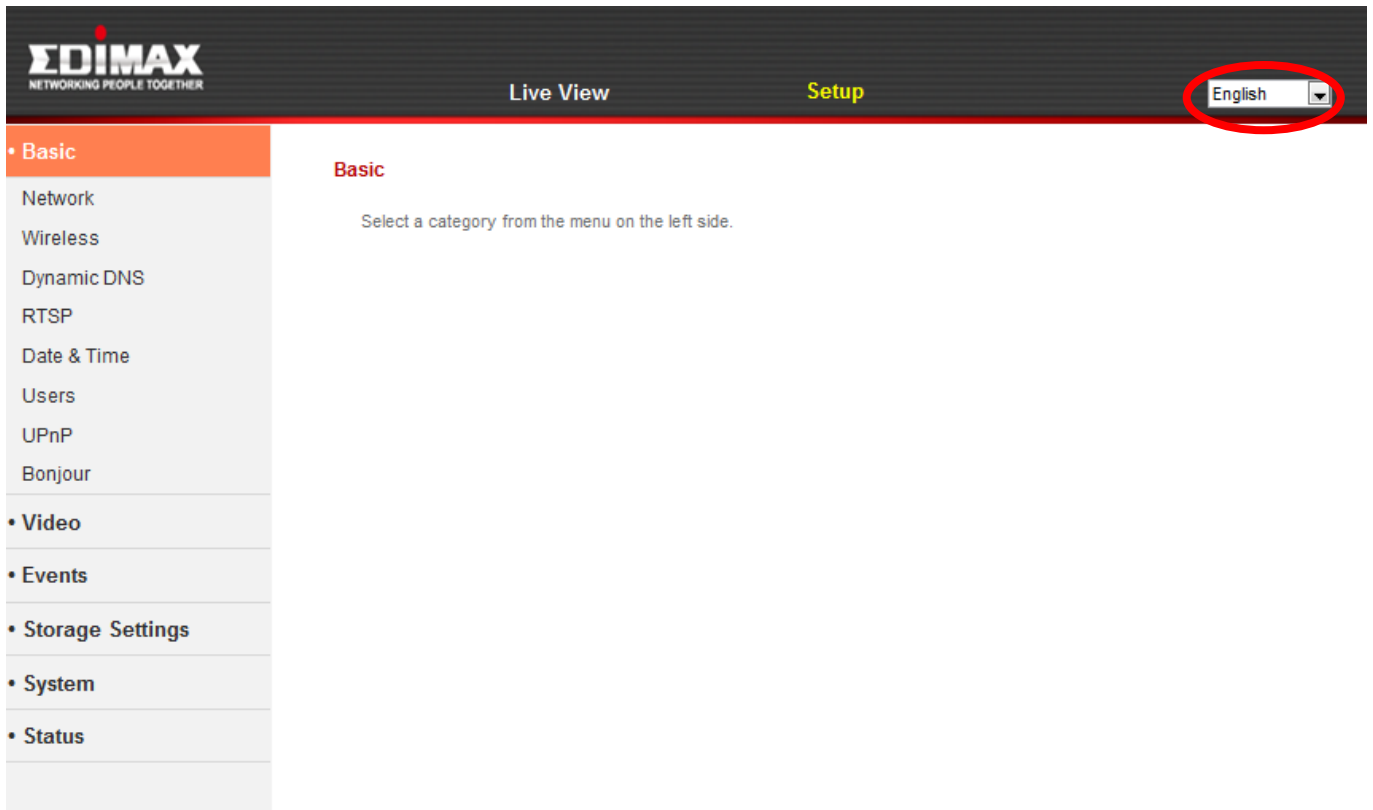 EDIMAX
NETWORKING PEOPLE TOGETHER
Live View
Setup
English
• Basic
Network
Wireless
Dynamic DNS
RTSP
Date & Time
Users
UPnP
Bonjour
• Video
• Events
• Storage Settings
• System
• Status
Basic
Select a category from the menu on the left side.